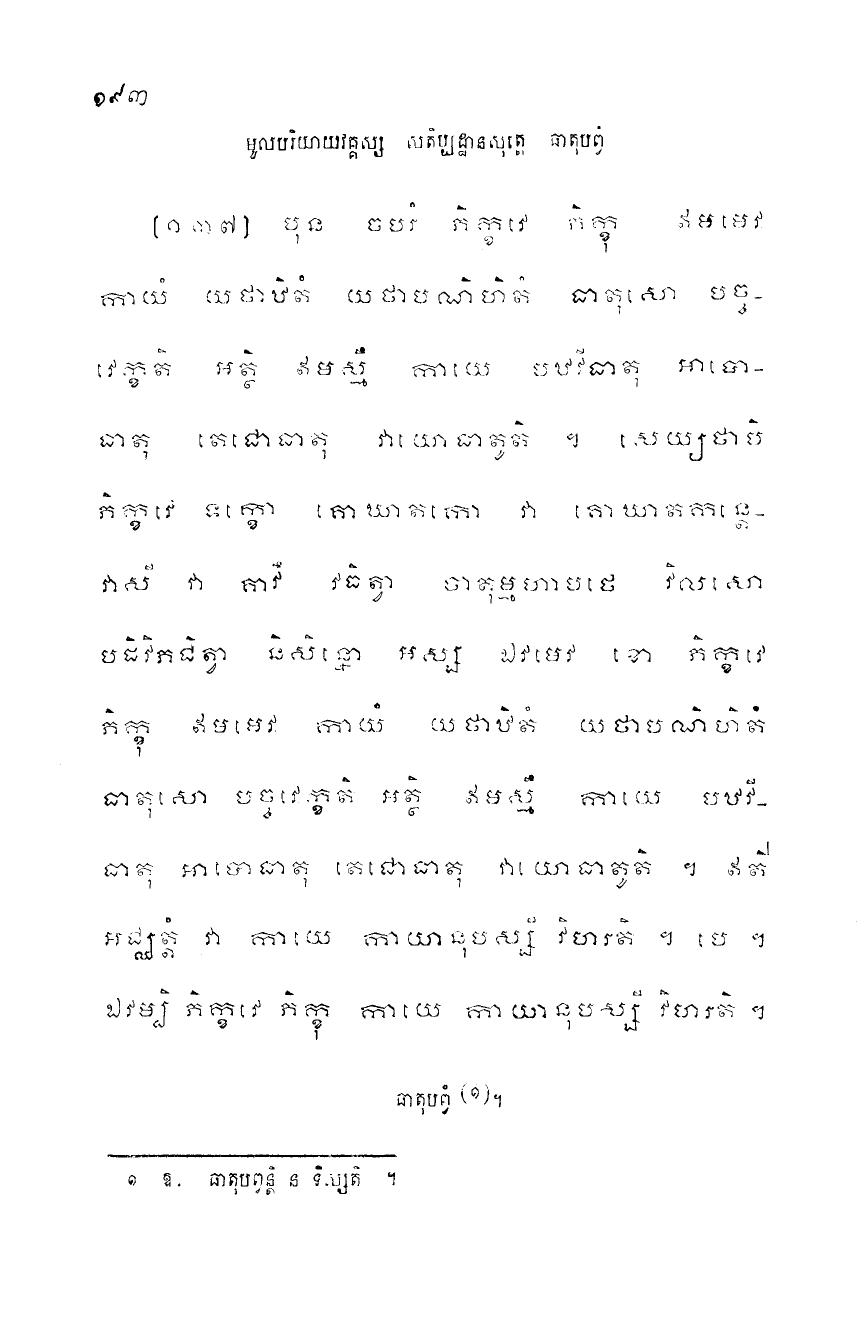 ១៩៣
មូលបរិយាយវគ្គស្ស សតិប្បដ្ឋានសុត្តេ ធាតុបព្វំ
[១៣៧] បុន ចបរំ ភិក្ខវេ ភិក្ខុ ឥមមេវ
កាយំ យថាឋិតំ យថាបណិហិតំ ធាតុសោ បច្ច-
វេក្ខតិ អត្ថិ ឥមស្មឹ កាយេ បឋវីធាតុ អាបោ-
ធាតុ តេជោធាតុ វាយោធាតូតិ ។ សេយ្យថាបិ
ភិក្ខវេ ទក្ខោ គោឃាតកោ វា គោឃាតកន្តេ-
វាសី វា គាវឹ វធិត្វា ចាតុម្មហាបថេ វិលសោ
បដិវិភជិត្វា និសិន្នោ អស្ស ឯវមេវ ខោ ភិក្ខវេ
ភិក្ខុ ឥមមេវ កាយំ យថាឋិតំ យថាបណិហិតំ
ធាតុសោ បច្ចវេក្ខតិ អត្ថិ ឥមស្មឹ កាយេ បឋវី-
ធាតុ អាបោធាតុ តេជោធាតុ វាយោធាតូតិ ។ ឥតិ
អជ្ឈត្តំ វា កាយេ កាយានុបស្សី វិហរតិ ។ បេ ។
ឯវម្បិ ភិក្ខវេ ភិក្ខុ កាយេ កាយានុបស្សី វិហរតិ ។
ធាតុបព្វំ (១)។
១ ឱ. ធាតុបព្វន្តិ ន ទិស្សតិ ។